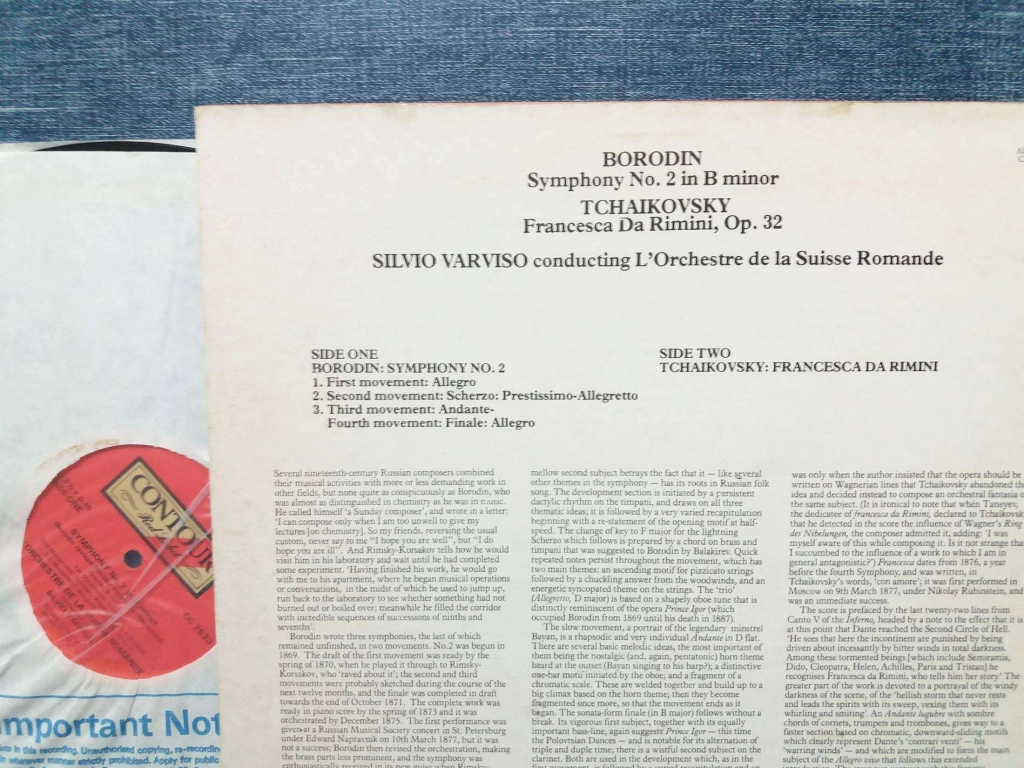 BORODIN
Symphony No. 2 in B minor
TCHAIKOVSKY
Francesca Da Rimini, Op. 32
SILVIO VARVISO conducting L'Orchestre de la Suisse Romande
SIDE ONE
BORODIN: SYMPHONY NO. 2
1. First movement: Allegro
2. Second movement: Scherzo: Prestissimo-Allegretto
3. Third movement: Andante-
Fourth movement: Finale: Allegro
SIDE TWO
TCHAIKOVSKY: FRANCESCA DA RIMINI
Several nineteenth-century Russian composers combined
their musical activities with more or less demanding work in
other fields, but none quite as conspicuously as Borodin, who
was almost as distinguished in chemistry as he was in music.
He called himself 'a Sunday composer', and wrote in a letter:
'I can compose only when I am too unwell to give my
lectures [on chemistry]. So my friends, reversing the usual
custom, never say to me "I hope you are well", but "I do
hope you are ill". And Rimsky-Korsakov tells how he would
visit him in his laboratory and wait until he had completed
some experiment. 'Having finished his work, he would go
with me to his apartment, where he began musical operations
or conversations, in the midst of which he used to jump up,
run back to the laboratory to see whether something had not
burned out or boiled over; meanwhile he filled the corridor
with incredible sequences of successions of ninths and
sevenths'.
Borodin wrote three symphonies, the last of which
remained unfinished, in two movements. No.2 was begun in
1869. The draft of the first movement was ready by the
spring of 1870, when he played it through to Rimsky-
Korsakov, who 'raved about it'; the second and third
movements were probably sketched during the course of the
next twelve months, and the finale was completed in draft
towards the end of October 1871. The complete work was
ready in piano score by the spring of 1873 and it was
orchestrated by December 1875. The first performance was
given at a Russian Musical Society concert in St. Petersburg
under Edward Napravnik on 10th March 1877, but it was
not a success; Borodin then revised the orchestration, making
the brass parts less prominent, and the symphony was
enthusiastically received in its new guise when Rimsky-
mellow second subject betrays the fact that it — like several
other themes in the symphony — has its roots in Russian folk
song. The development section is initiated by a persistent
dactylic rhythm on the timpani, and draws on all three
thematic ideas; it is followed by a very varied recapitulation
beginning with a re-statement of the opening motif at half-
speed. The change of key to F major for the lightning
Scherzo which follows is prepared by a chord on brass and
timpani that was suggested to Borodin by Balakirev. Quick
repeated notes persist throughout the movement, which has
two main themes: an ascending motif for pizzicato strings
followed by a chuckling answer from the woodwinds, and an
energetic syncopated theme on the strings. The 'trio'
(Allegretto, D major) is based on a shapely oboe tune that is
distinctly reminiscent of the opera Prince Igor (which
occupied Borodin from 1869 until his death in 1887).
The slow movement, a portrait of the legendary minstrel
Bayan, is a rhapsodic and very individual Andante in D flat.
There are several basic melodic ideas, the most important of
them being the nostalgic (and, again, pentatonic) horn theme
heard at the outset (Bayan singing to his harp?); a distinctive
one-bar motif initiated by the oboe; and a fragment of a
chromatic scale. These are welded together and build up to a
big climax based on the horn theme; then they become
fragmented once more, so that the movement ends as it
began. The sonata-form finale (in B major) follows without a
break. Its vigorous first subject, together with its equally
important bass-line, again suggests Prince Igor — this time
the Polovtsian Dances — and is notable for its alternation of
triple and duple time; there is a wistful second subject on the
clarinet. Both are used in the development which, as in the
first movement, is followed by a varied recapitulation and an
was only when the author insisted that the opera should be
written on Wagnerian lines that Tchaikovsky abandoned the
idea and decided instead to compose an orchestral fantasia on
the same subject. (It is ironical to note that when Taneyev,
the dedicatee of francesca da Rimini, declared to Tchaikovsky
that he detected in the score the influence of Wagner's Ring
der Nibelungen, the composer admitted it, adding: 'I was
myself aware of this while composing it. Is it not strange that
I succumbed to the influence of a work to which I am in
general antagonistic?') Francesca dates from 1876, a year
before the fourth Symphony, and was written, in
Tchaikovsky's words, 'con amore'; it was first performed in
Moscow on 9th March 1877, under Nikolay Rubinstein, and
was an immediate success.
The score is prefaced by the last twenty-two lines from
Canto V of the Inferno, headed by a note to the effect that it is
at this point that Dante reached the Second Circle of Hell.
'He sees that here the incontinent are punished by being
driven about incessantly by bitter winds in total darkness.
Among these tormented beings [which include Semiramis,
Dido, Cleopatra, Helen, Achilles, Paris and Tristan] he
recognises Francesca da Rimini, who tells him her story' The
greater part of the work is devoted to a portrayal of the windy
darkness of the scene, of the 'hellish storm that never rests
and leads the spirits with its sweep, vexing them with its
whirling and smiting'. An Andante lugubre with sombre
chords of cornets, trumpets and trombones, gives way to a
faster section based on chromatic, downward-sliding motifs
which clearly represent Dante's 'contrari venti' — his
'warring winds' — and which are modified to form the main
subject of the Allegro vivo that follows this extended
CONTOUR
SIDE ONE
SYMPHONY
ORCHESTRE DE LA
ROMANDE
CC 7523
mportant Not
in this recording. Unauthorised copying, re-recordin
whatever manner strictly prohibited. Apply for public